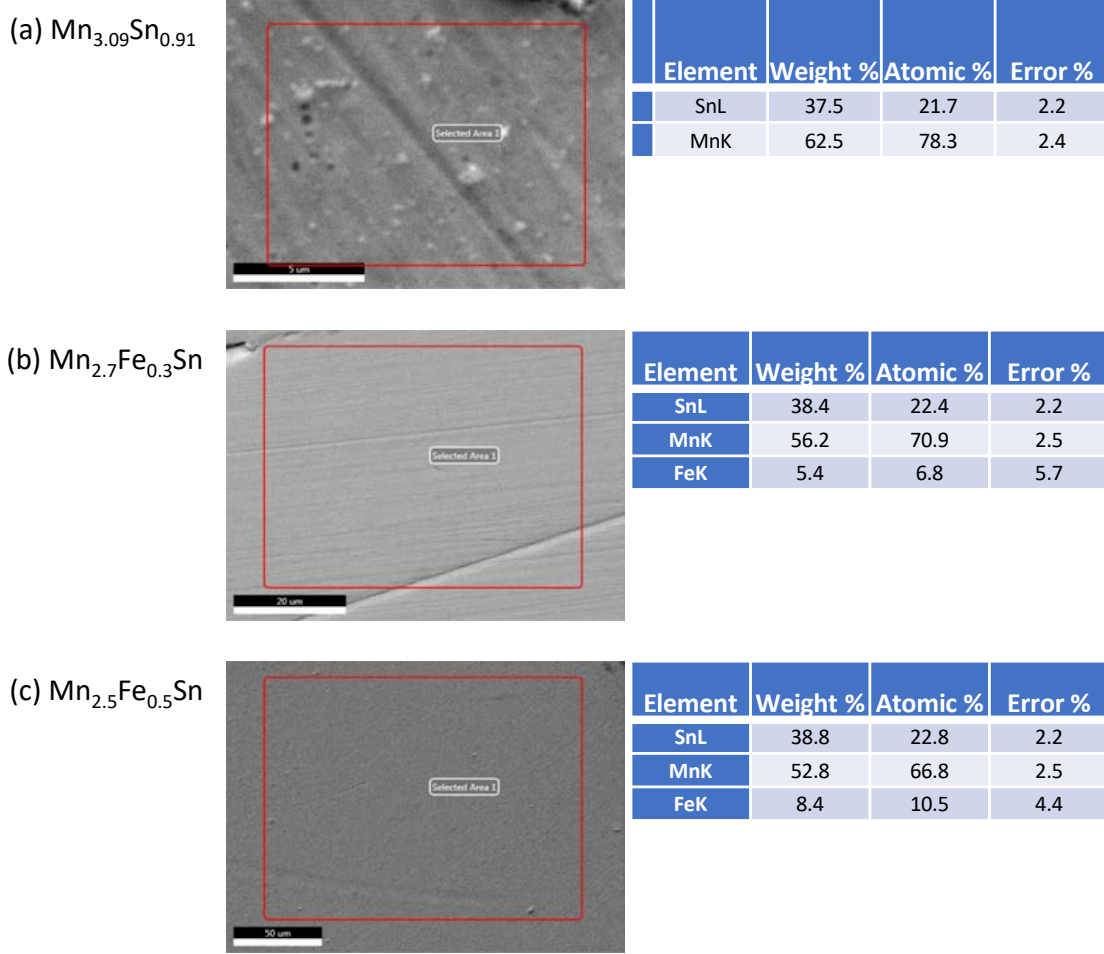 (a) Mn3.09Sn0.91
Selected Area 1
5 um
Element Weight % Atomic % Error %
SnL 37.5 21.7 2.2
MnK 62.5 78.3 2.4
(b) Mn2.7Fe0.3Sn
Selected Area 1
20 um
Element Weight % Atomic % Error %
SnL 38.4 22.4 2.2
MnK 56.2 70.9 2.5
FeK 5.4 6.8 5.7
(c) Mn2.5Fe0.5Sn
Selected Area 1
50 um
Element Weight % Atomic % Error %
SnL 38.8 22.8 2.2
MnK 52.8 66.8 2.5
FeK 8.4 10.5 4.4